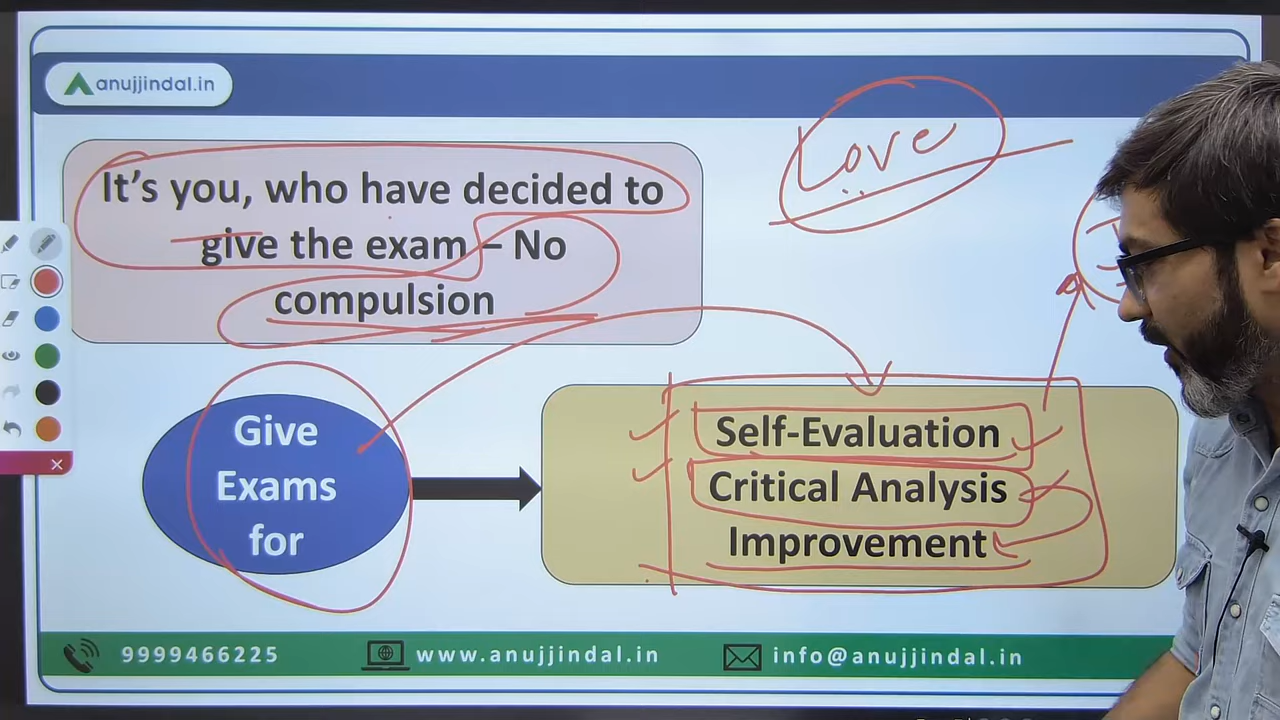 anujjindal.in
Love
It's you, who have decided to
give the exam – No
compulsion
Give
Exams
for
Self-Evaluation
Critical Analysis
Improvement
9999466225
www.anujjindal.in
info@anujjindal.in